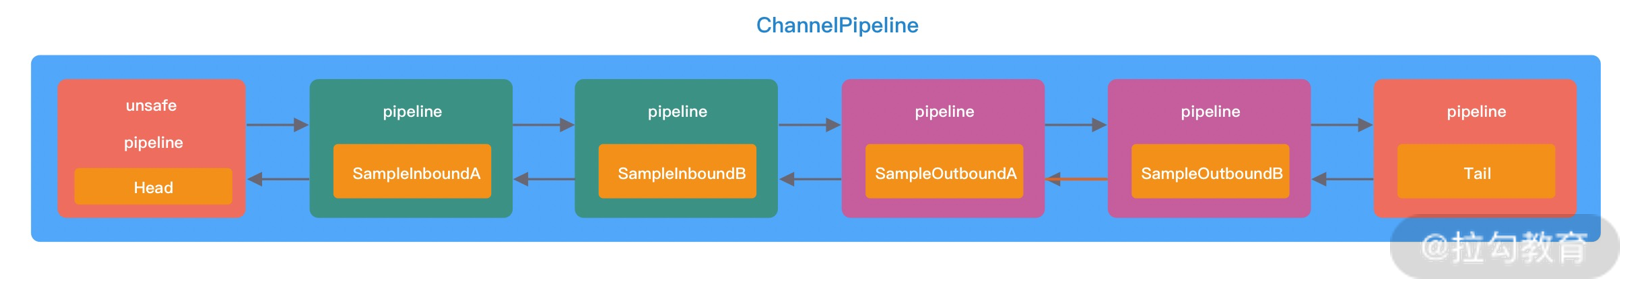 ChannelPipeline
unsafe
pipeline
Head
pipeline
SampleInboundA
pipeline
SampleInboundB
pipeline
SampleOutboundA
pipeline
SampleOutboundB
pipeline
Tail
@拉勾教育